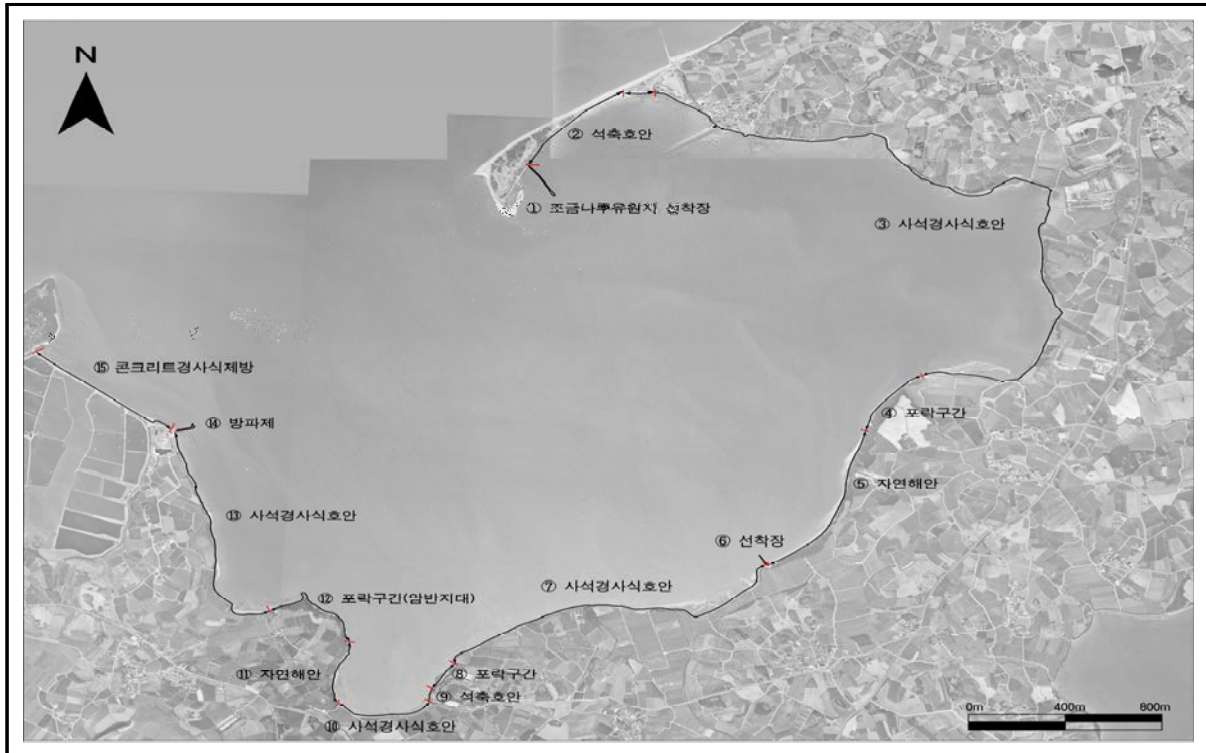 N
② 석축호안
① 조금나루유원지 선착장
③ 사석경사식호안
⑮ 콘크리트경사식제방
⑭ 방파제
④ 포락구간
⑤ 자연해안
⑬ 사석경사식호안
⑥ 선착장
⑦ 사석경사식호안
⑫ 포락구간(암반지대)
⑪ 자연해안
⑧ 포락구간
⑨ 석축호안
⑩ 사석경사식호안
0m 400m 800m